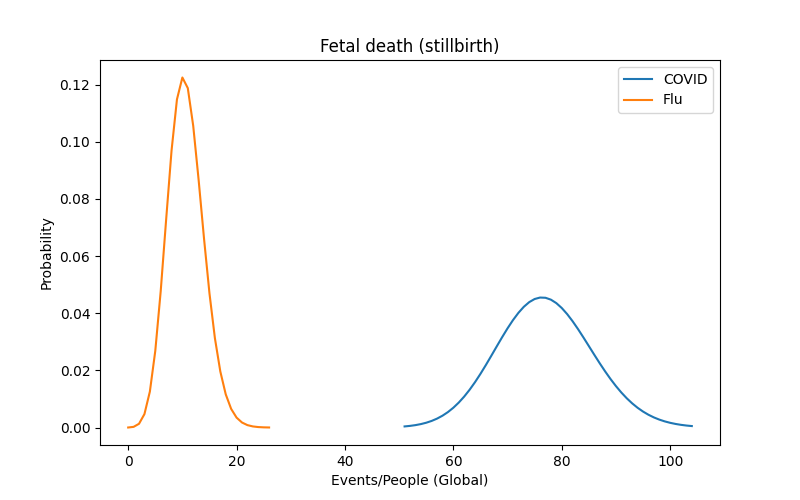 Fetal death (stillbirth)
COVID
Flu
0.12
0.10
0.08
0.06
0.04
0.02
0.00
Probability
0 20 40 60 80 100
Events/People (Global)